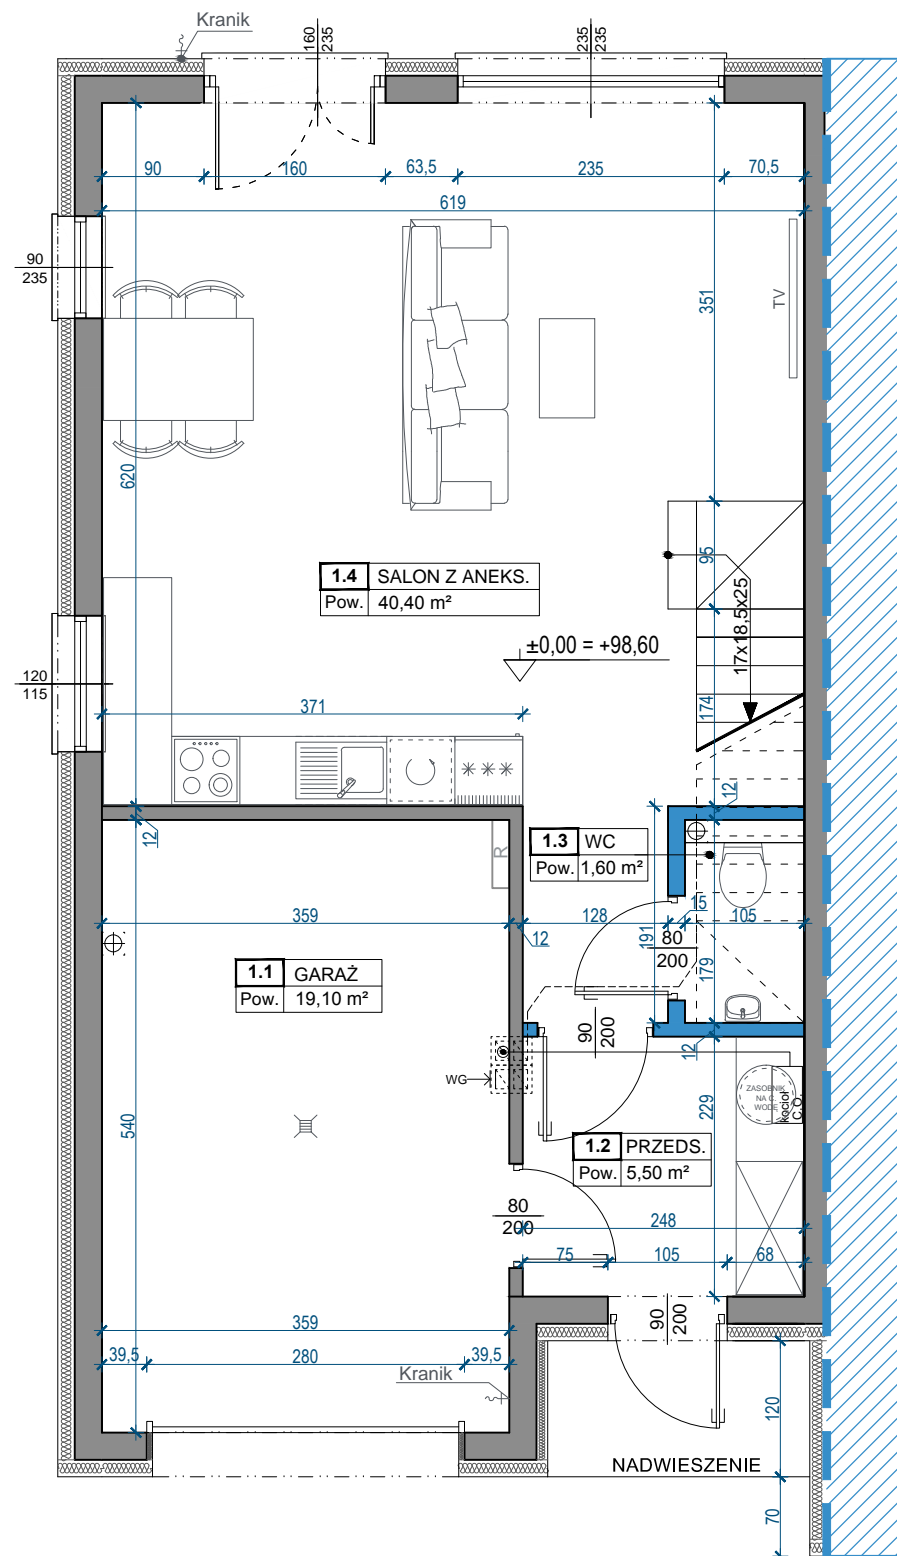 Kranik
160
235
235
235
90
160
63,5
235
70,5
619
90
235
351
TV
620
1.4 SALON Z ANEKS.
Pow. 40,40 m²
95
17x18,5x25
±0,00 = +98,60
120
115
371
174
12
12
1.3 WC
Pow. 1,60 m²
R
359
12
128
15
105
191
80
200
179
1.1 GARAŻ
Pow. 19,10 m²
90
200
12
WG
ZASOBNIK
NA C.
WODĘ
kocioł
C.O.
540
229
1.2 PRZEDS.
Pow. 5,50 m²
80
200
248
75
105
68
359
90
200
39,5
280
39,5
Kranik
120
NADWIESZENIE
70